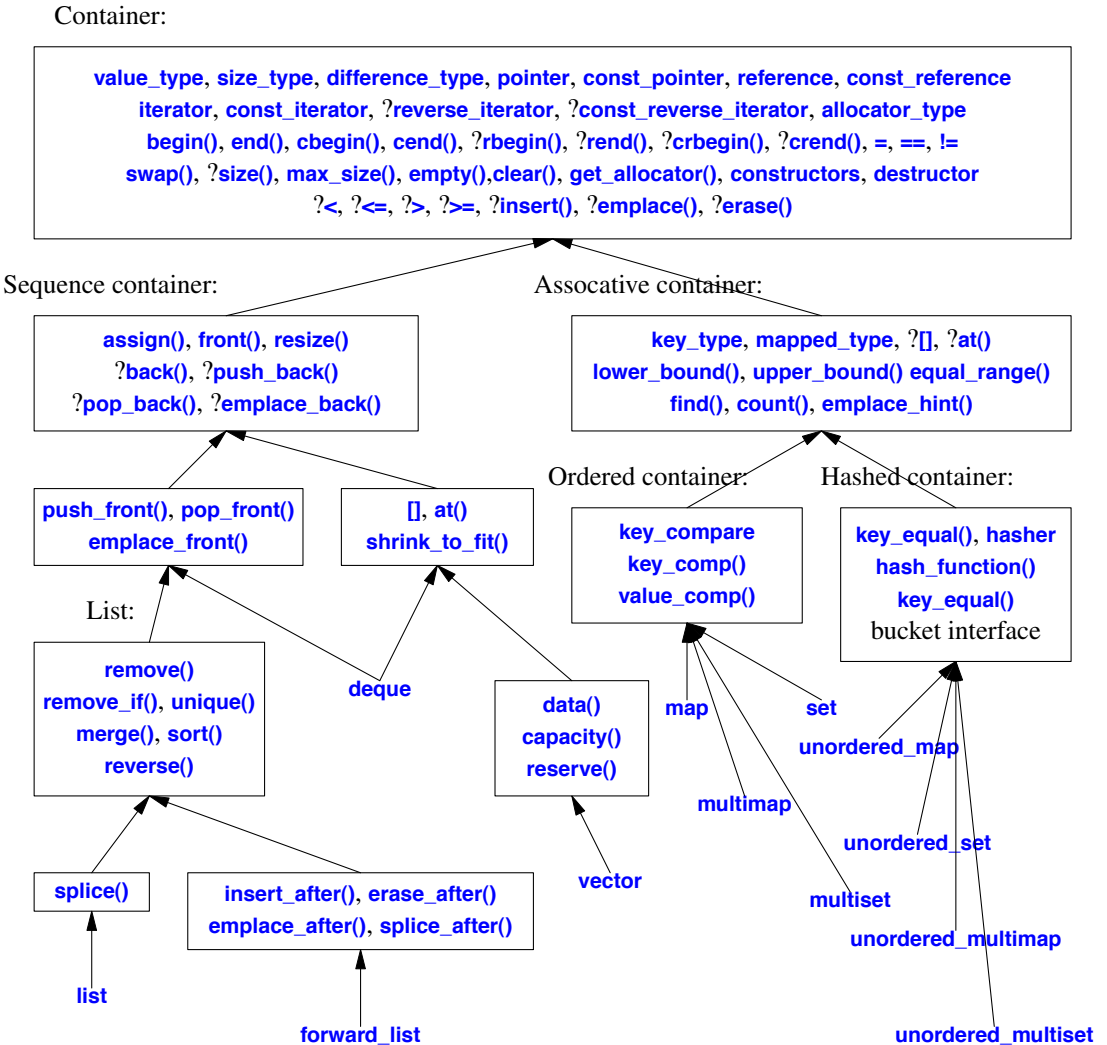 Container:
value_type, size_type, difference_type, pointer, const_pointer, reference, const_reference
iterator, const_iterator, ?reverse_iterator, ?const_reverse_iterator, allocator_type
begin(), end(), cbegin(), cend(), ?rbegin(), ?rend(), ?crbegin(), ?crend(), =, ==, !=
swap(), ?size(), max_size(), empty(),clear(), get_allocator(), constructors, destructor
?<, ?<=, ?>, ?>=, ?insert(), ?emplace(), ?erase()
Sequence container:
assign(), front(), resize()
?back(), ?push_back()
?pop_back(), ?emplace_back()
Assocative container:
key_type, mapped_type, ?[], ?at()
lower_bound(), upper_bound() equal_range()
find(), count(), emplace_hint()
push_front(), pop_front()
emplace_front()
[], at()
shrink_to_fit()
Ordered container:
key_compare
key_comp()
value_comp()
Hashed container:
key_equal(), hasher
hash_function()
key_equal()
bucket interface
List:
remove()
remove_if(), unique()
merge(), sort()
reverse()
deque
data()
capacity()
reserve()
map
set
unordered_map
multimap
unordered_set
vector
multiset
splice()
insert_after(), erase_after()
emplace_after(), splice_after()
unordered_multimap
list
forward_list
unordered_multiset